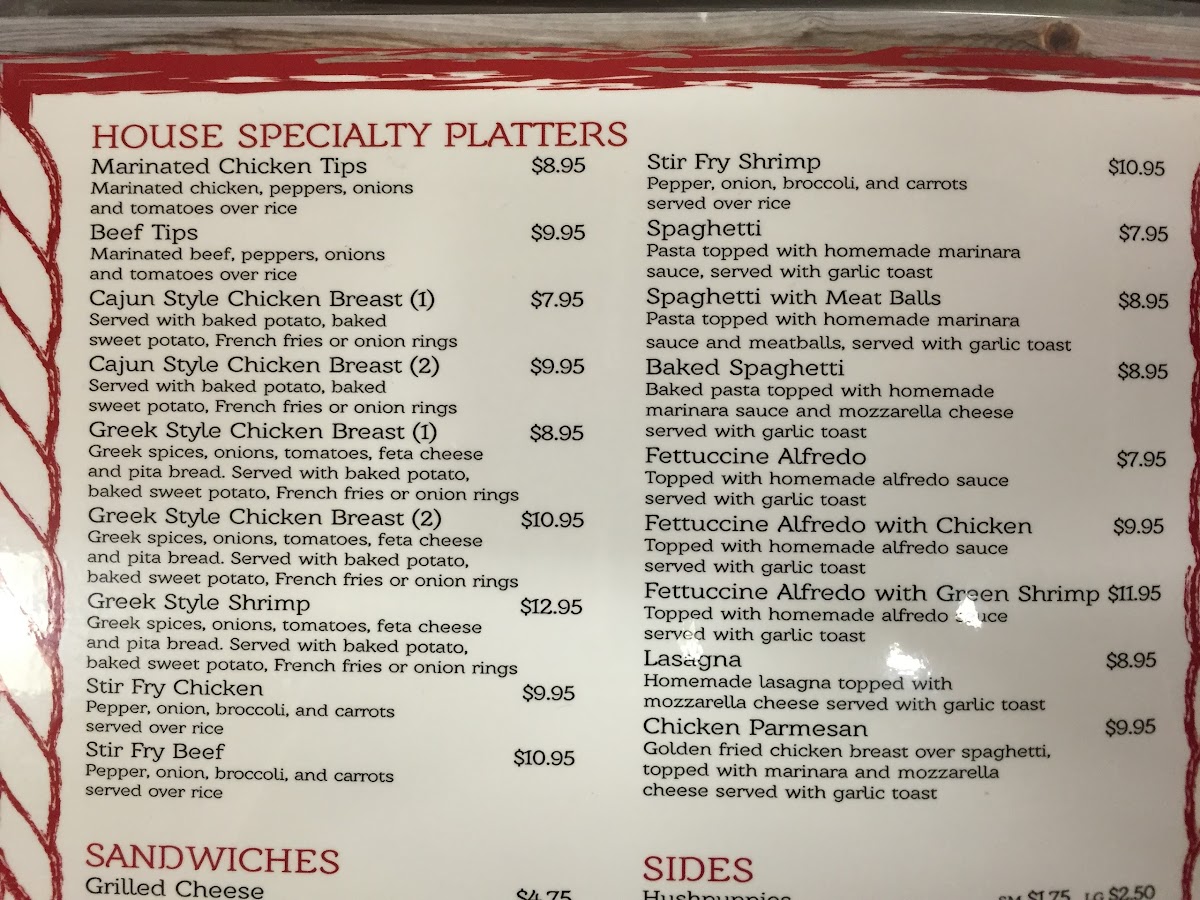 HOUSE SPECIALTY PLATTERS
Marinated Chicken Tips $8.95
Marinated chicken, peppers, onions
and tomatoes over rice
Beef Tips $9.95
Marinated beef, peppers, onions
and tomatoes over rice
Cajun Style Chicken Breast (1) $7.95
Served with baked potato, baked
sweet potato, French fries or onion rings
Cajun Style Chicken Breast (2) $9.95
Served with baked potato, baked
sweet potato, French fries or onion rings
Greek Style Chicken Breast (1) $8.95
Greek spices, onions, tomatoes, feta cheese
and pita bread. Served with baked potato,
baked sweet potato, French fries or onion rings
Greek Style Chicken Breast (2) $10.95
Greek spices, onions, tomatoes, feta cheese
and pita bread. Served with baked potato,
baked sweet potato, French fries or onion rings
Greek Style Shrimp $12.95
Greek spices, onions, tomatoes, feta cheese
and pita bread. Served with baked potato,
baked sweet potato, French fries or onion rings
Stir Fry Chicken $9.95
Pepper, onion, broccoli, and carrots
served over rice
Stir Fry Beef $10.95
Pepper, onion, broccoli, and carrots
served over rice
Stir Fry Shrimp $10.95
Pepper, onion, broccoli, and carrots
served over rice
Spaghetti $7.95
Pasta topped with homemade marinara
sauce, served with garlic toast
Spaghetti with Meat Balls $8.95
Pasta topped with homemade marinara
sauce and meatballs, served with garlic toast
Baked Spaghetti $8.95
Baked pasta topped with homemade
marinara sauce and mozzarella cheese
served with garlic toast
Fettuccine Alfredo $7.95
Topped with homemade alfredo sauce
served with garlic toast
Fettuccine Alfredo with Chicken $9.95
Topped with homemade alfredo sauce
served with garlic toast
Fettuccine Alfredo with Green Shrimp $11.95
Topped with homemade alfredo sauce
served with garlic toast
Lasagna $8.95
Homemade lasagna topped with
mozzarella cheese served with garlic toast
Chicken Parmesan $9.95
Golden fried chicken breast over spaghetti,
topped with marinara and mozzarella
cheese served with garlic toast
SANDWICHES
Grilled Cheese $4.75
SIDES
Hushpuppies SM $1.75 LG $2.50